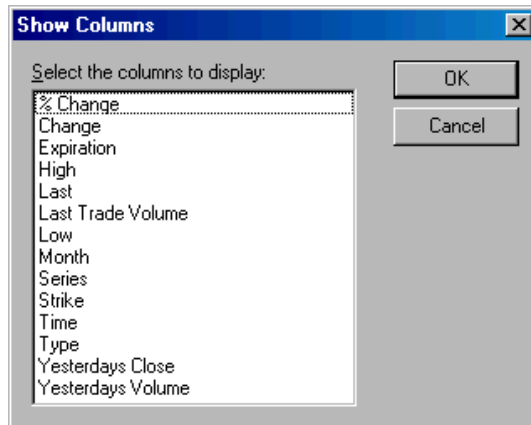 Show Columns
Select the columns to display:
% Change
Change
Expiration
High
Last
Last Trade Volume
Low
Month
Series
Strike
Time
Type
Yesterdays Close
Yesterdays Volume
OK
Cancel